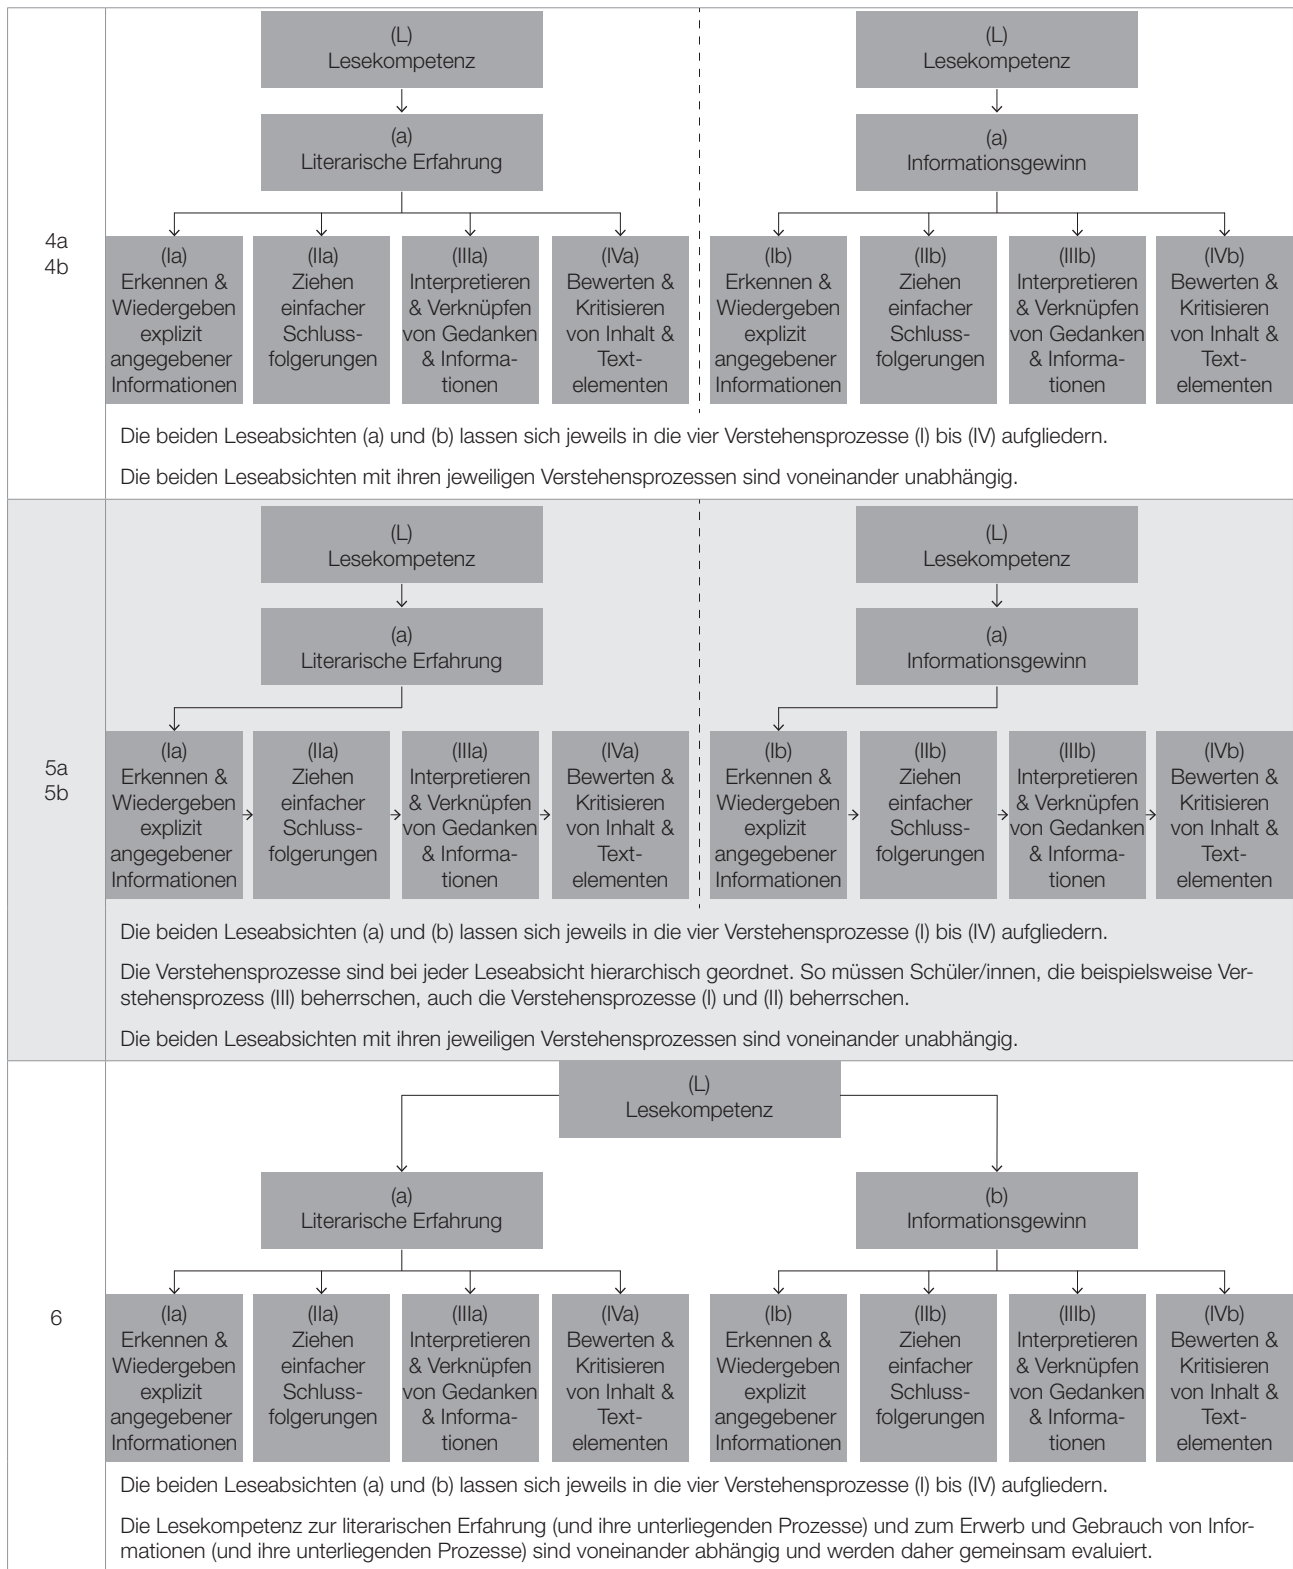 4a
4b
(L)
Lesekompetenz
(a)
Literarische Erfahrung
(Ia)
Erkennen &
Wiedergeben
explizit
angegebener
Informationen
(IIa)
Ziehen
einfacher
Schluss-
folgerungen
(IIIa)
Interpretieren
& Verknüpfen
von Gedanken
& Informa-
tionen
(IVa)
Bewerten &
Kritisieren
von Inhalt &
Text-
elementen
(L)
Lesekompetenz
(a)
Informationsgewinn
(Ib)
Erkennen &
Wiedergeben
explizit
angegebener
Informationen
(IIb)
Ziehen
einfacher
Schluss-
folgerungen
(IIIb)
Interpretieren
& Verknüpfen
von Gedanken
& Informa-
tionen
(IVb)
Bewerten &
Kritisieren
von Inhalt &
Text-
elementen
Die beiden Leseabsichten (a) und (b) lassen sich jeweils in die vier Verstehensprozesse (I) bis (IV) aufgliedern.
Die beiden Leseabsichten mit ihren jeweiligen Verstehensprozessen sind voneinander unabhängig.
5a
5b
(L)
Lesekompetenz
(a)
Literarische Erfahrung
(Ia)
Erkennen &
Wiedergeben
explizit
angegebener
Informationen
(IIa)
Ziehen
einfacher
Schluss-
folgerungen
(IIIa)
Interpretieren
& Verknüpfen
von Gedanken
& Informa-
tionen
(IVa)
Bewerten &
Kritisieren
von Inhalt &
Text-
elementen
(L)
Lesekompetenz
(a)
Informationsgewinn
(Ib)
Erkennen &
Wiedergeben
explizit
angegebener
Informationen
(IIb)
Ziehen
einfacher
Schluss-
folgerungen
(IIIb)
Interpretieren
& Verknüpfen
von Gedanken
& Informa-
tionen
(IVb)
Bewerten &
Kritisieren
von Inhalt &
Text-
elementen
Die beiden Leseabsichten (a) und (b) lassen sich jeweils in die vier Verstehensprozesse (I) bis (IV) aufgliedern.
Die Verstehensprozesse sind bei jeder Leseabsicht hierarchisch geordnet. So müssen Schüler/innen, die beispielsweise Ver-
stehensprozess (III) beherrschen, auch die Verstehensprozesse (I) und (II) beherrschen.
Die beiden Leseabsichten mit ihren jeweiligen Verstehensprozessen sind voneinander unabhängig.
6
(L)
Lesekompetenz
(a)
Literarische Erfahrung
(b)
Informationsgewinn
(Ia)
Erkennen &
Wiedergeben
explizit
angegebener
Informationen
(IIa)
Ziehen
einfacher
Schluss-
folgerungen
(IIIa)
Interpretieren
& Verknüpfen
von Gedanken
& Informa-
tionen
(IVa)
Bewerten &
Kritisieren
von Inhalt &
Text-
elementen
(Ib)
Erkennen &
Wiedergeben
explizit
angegebener
Informationen
(IIb)
Ziehen
einfacher
Schluss-
folgerungen
(IIIb)
Interpretieren
& Verknüpfen
von Gedanken
& Informa-
tionen
(IVb)
Bewerten &
Kritisieren
von Inhalt &
Text-
elementen
Die beiden Leseabsichten (a) und (b) lassen sich jeweils in die vier Verstehensprozesse (I) bis (IV) aufgliedern.
Die Lesekompetenz zur literarischen Erfahrung (und ihre unterliegenden Prozesse) und zum Erwerb und Gebrauch von Infor-
mationen (und ihre unterliegenden Prozesse) sind voneinander abhängig und werden daher gemeinsam evaluiert.